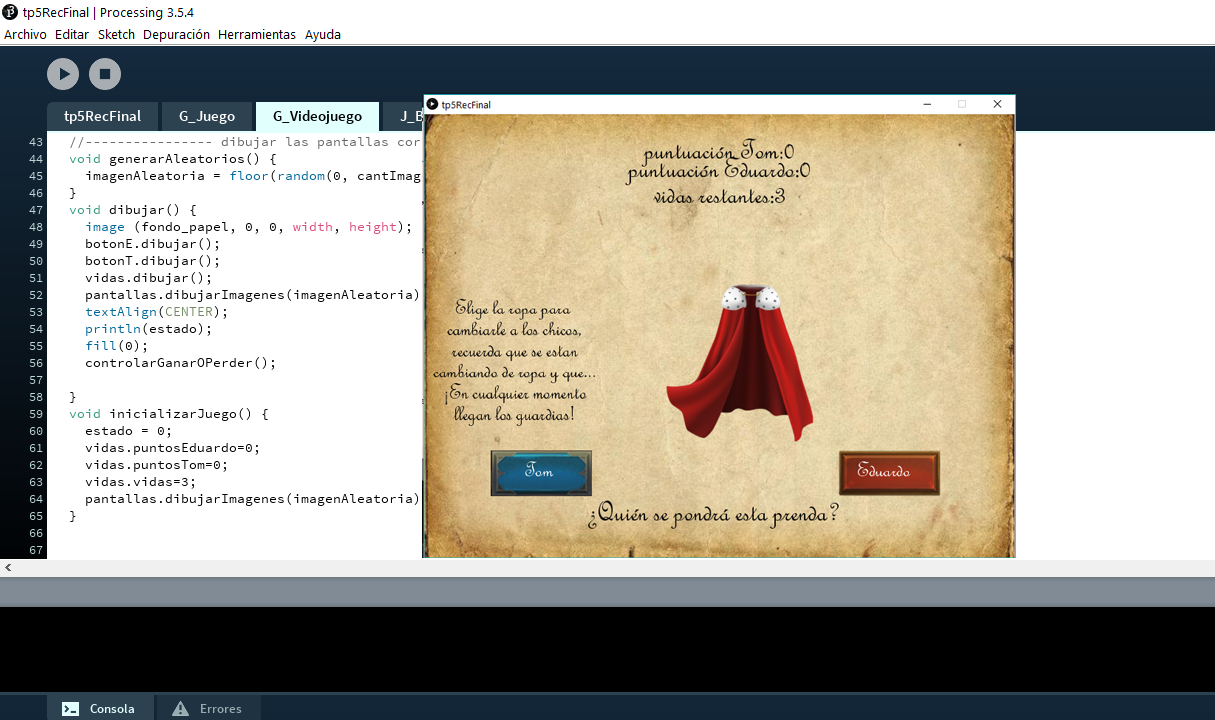 tp5RecFinal | Processing 3.5.4
Archivo Editar Sketch Depuración Herramientas Ayuda
tp5RecFinal G_Juego G_Videojuego J_B
43 //---------------- dibujar las pantallas cor
44 void generarAleatorios() {
45 imagenAleatoria = floor(random(0, cantImag
46 }
47 void dibujar() {
48 image (fondo_papel, 0, 0, width, height);
49 botonE.dibujar();
50 botonT.dibujar();
51 vidas.dibujar();
52 pantallas.dibujarImagenes(imagenAleatoria)
53 textAlign(CENTER);
54 println(estado);
55 fill(0);
56 controlarGanarOPerder();
57
58 }
59 void inicializarJuego() {
60 estado = 0;
61 vidas.puntosEduardo=0;
62 vidas.puntosTom=0;
63 vidas.vidas=3;
64 pantallas.dibujarImagenes(imagenAleatoria)
65 }
66
67
tp5RecFinal
puntuación Tom:0
puntuación Eduardo:0
vidas restantes:3
Elige la ropa para
cambiarle a los chicos,
recuerda que se estan
cambiando de ropa y que...
¡En cualquier momento
llegan los guardias!
Tom
Eduardo
¿Quién se pondrá esta prenda?
Consola Errores